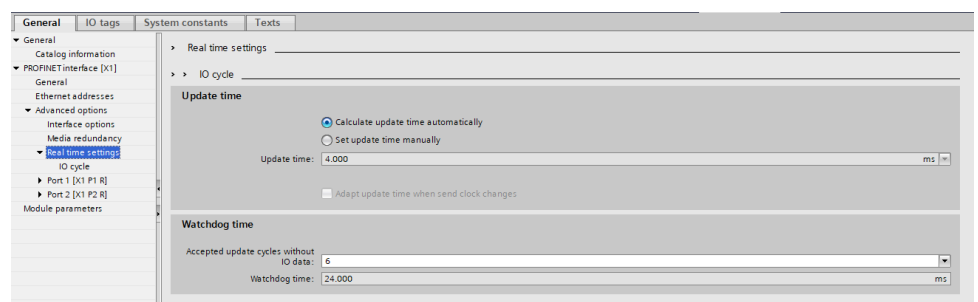 General IO tags System constants Texts
General
Catalog information
PROFINET interface [X1]
General
Ethernet addresses
Advanced options
Interface options
Media redundancy
Real time settings
IO cycle
Port 1 [X1 P1 R]
Port 2 [X1 P2 R]
Module parameters
Real time settings
IO cycle
Update time
Calculate update time automatically
Set update time manually
Update time: 4.000 ms
Adapt update time when send clock changes
Watchdog time
Accepted update cycles without
IO data: 6
Watchdog time: 24.000 ms